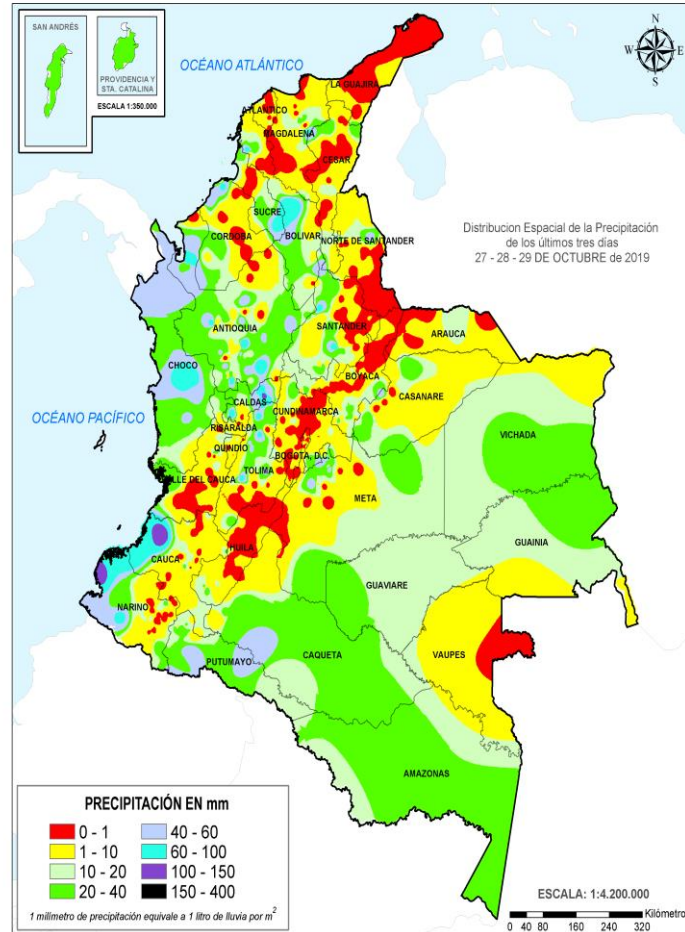 SAN ANDRÉS
PROVIDENCIA Y
STA. CATALINA
ESCALA 1:350.000
OCÉANO ATLÁNTICO
N
W
E
S
LA GUAJIRA
ATLANTICO
MAGDALENA
CESAR
SUCRE
BOLIVAR
CORDOBA
NORTE DE SANTANDER
Distribucion Espacial de la Precipitación
de los últimos tres días
27 - 28 - 29 DE OCTUBRE de 2019
ANTIOQUIA
SANTANDER
ARAUCA
CHOCO
BOYACA
CASANARE
CALDAS
CUNDINAMARCA
OCÉANO PACÍFICO
RISARALDA
VICHADA
QUINDIO
BOGOTA, D.C.
TOLIMA
VALLE DEL CAUCA
META
GUAINIA
HUILA
CAUCA
GUAVIARE
NARINO
VAUPES
CAQUETA
PUTUMAYO
AMAZONAS
PRECIPITACIÓN EN mm
0 - 1
40 - 60
1 - 10
60 - 100
10 - 20
100 - 150
20 - 40
150 - 400
1 milimetro de precipitación equivale a 1 litro de lluvia por m²
ESCALA: 1:4.200.000
Kilómetro
0 40 80 160 240 320